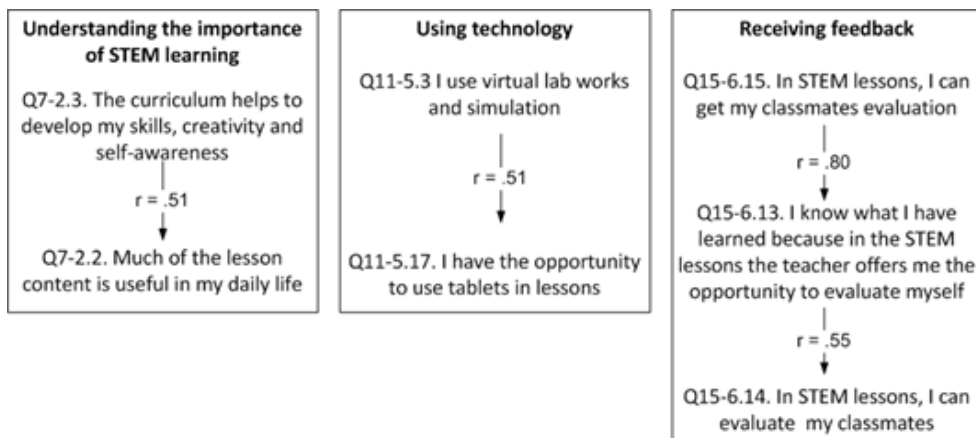 Understanding the importance
of STEM learning
Q7-2.3. The curriculum helps to
develop my skills, creativity and
self-awareness
r = .51
Q7-2.2. Much of the lesson
content is useful in my daily life
Using technology
Q11-5.3 I use virtual lab works
and simulation
r = .51
Q11-5.17. I have the opportunity
to use tablets in lessons
Receiving feedback
Q15-6.15. In STEM lessons, I can
get my classmates evaluation
r = .80
Q15-6.13. I know what I have
learned because in the STEM
lessons the teacher offers me the
opportunity to evaluate myself
r = .55
Q15-6.14. In STEM lessons, I can
evaluate my classmates